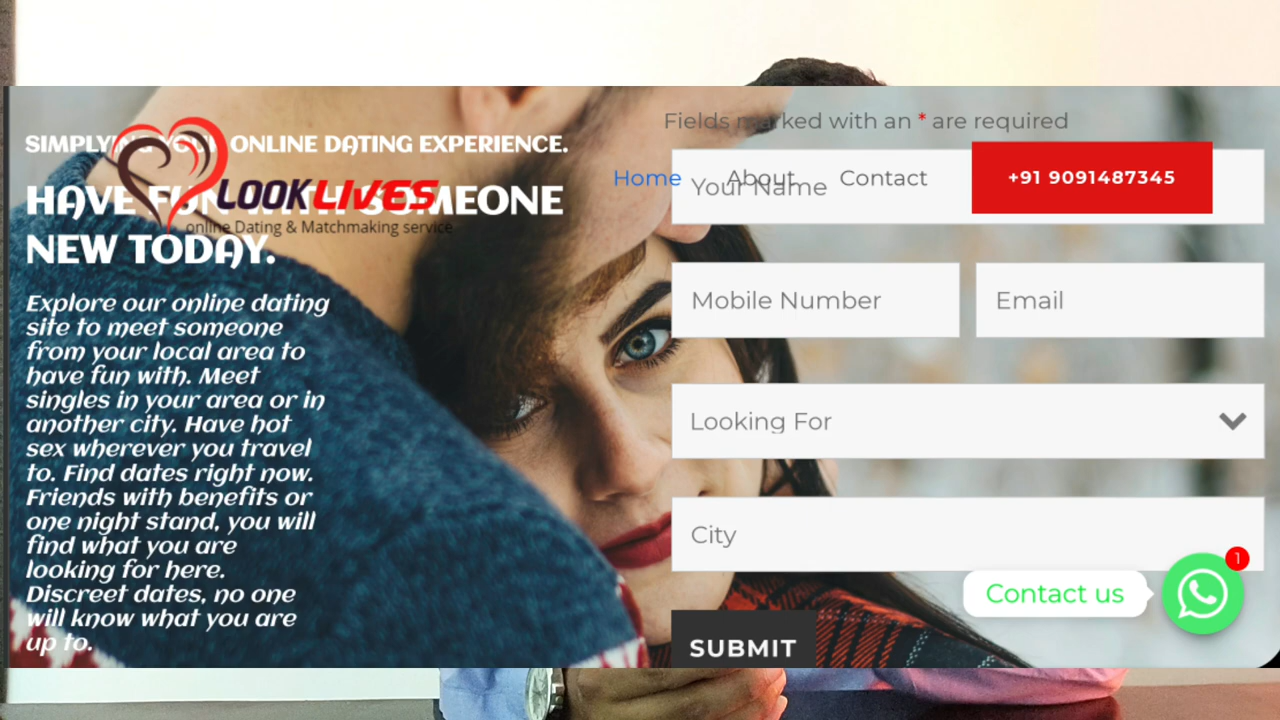 SIMPLYING YOUR ONLINE DATING EXPERIENCE.
LOOKLIVES
online Dating & Matchmaking service
HAVE FUN WITH SOMEONE
NEW TODAY.
Explore our online dating
site to meet someone
from your local area to
have fun with. Meet
singles in your area or in
another city. Have hot
sex wherever you travel
to. Find dates right now.
Friends with benefits or
one night stand, you will
find what you are
looking for here.
Discreet dates, no one
will know what you are
up to.
Fields marked with an * are required
Home About Contact +91 9091487345
Your Name
Mobile Number Email
Looking For
City
1
Contact us
SUBMIT